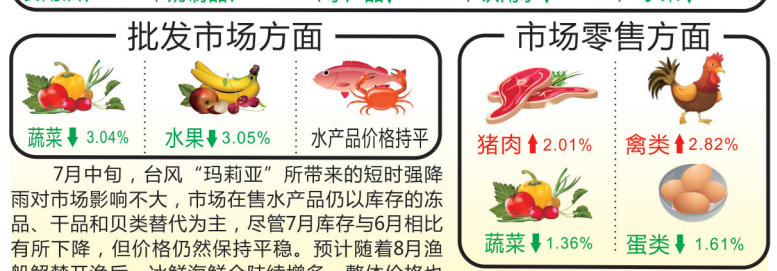 批发市场方面
蔬菜 3.04% 水果 3.05% 水产品价格持平
7月中旬，台风“玛莉亚”所带来的短时强降
雨对市场影响不大，市场在售水产品仍以库存的冻
品、干品和贝类替代为主，尽管7月库存与6月相比
有所下降，但价格仍然保持平稳。预计随着8月渔
市场零售方面
猪肉 2.01% 禽类 2.82%
蔬菜 1.36% 蛋类 1.61%